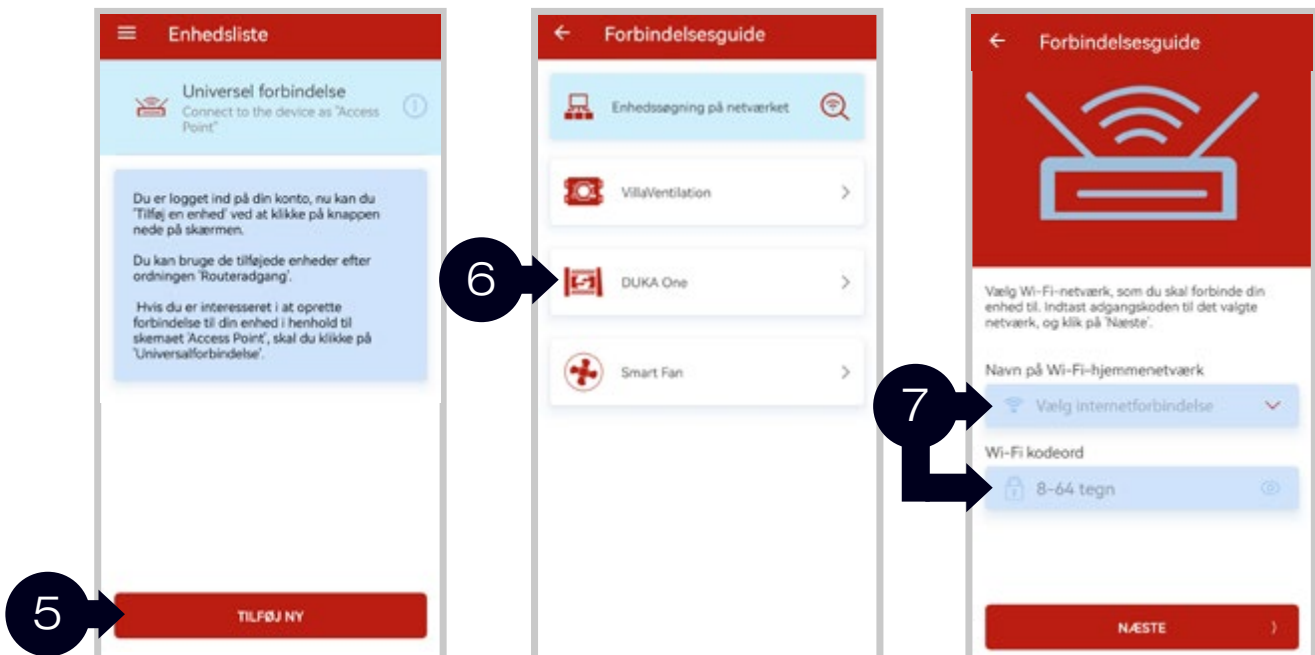 Enhedsliste
Universel forbindelse
Connect to the device as "Access
Point"
Du er logget ind på din konto, nu kan du
'Tilføj en enhed' ved at klikke på knappen
nede på skærmen.
Du kan bruge de tilføjede enheder efter
ordningen 'Routeradgang'.
Hvis du er interesseret i at oprette
forbindelse til din enhed i henhold til
skemaet 'Access Point', skal du klikke på
'Universalforbindelse'.
5
TILFØJ NY
Forbindelsesguide
Enhedssøgning på netværket
VillaVentilation
6
DUKA One
Smart Fan
Forbindelsesguide
Vælg Wi-Fi-netværk, som du skal forbinde din
enhed til. Indtast adgangskoden til det valgte
netværk, og klik på 'Næste'.
Navn på Wi-Fi-hjemmenetværk
7
Vælg internetforbindelse
Wi-Fi kodeord
8-64 tegn
NÆSTE